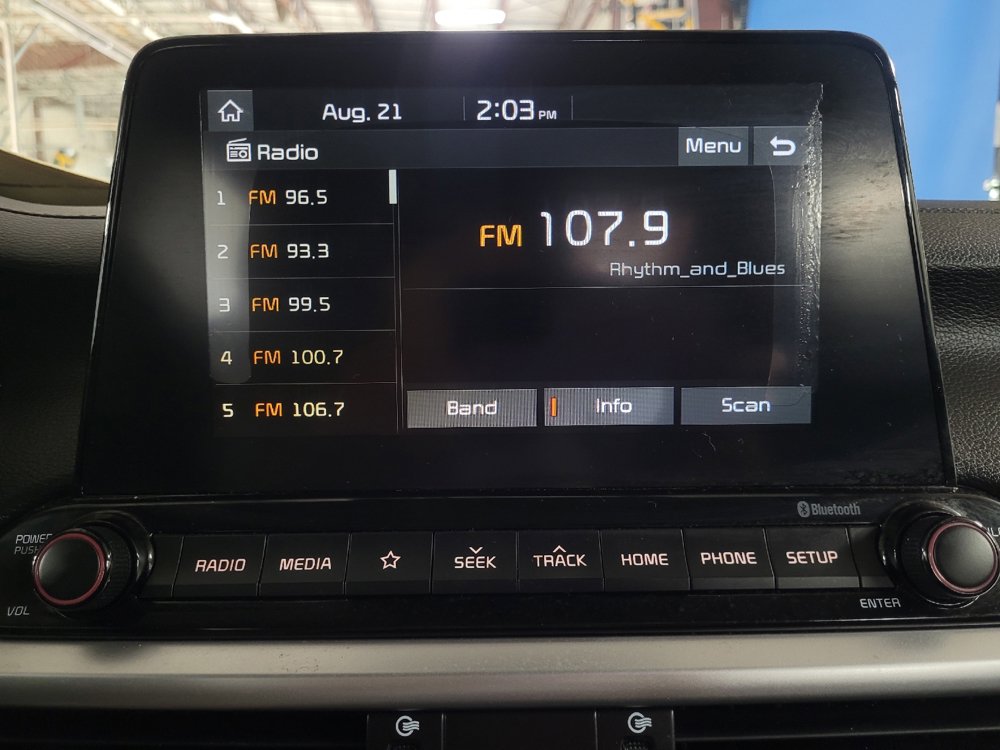 Aug. 21 2:03 PM
Radio Menu
1 FM 96.5
2 FM 93.3
3 FM 99.5
4 FM 100.7
5 FM 106.7
FM 107.9
Rhythm_and_Blues
Band Info Scan
Bluetooth
POWER
PUSH
VOL
RADIO MEDIA SEEK TRACK HOME PHONE SETUP
ENTER